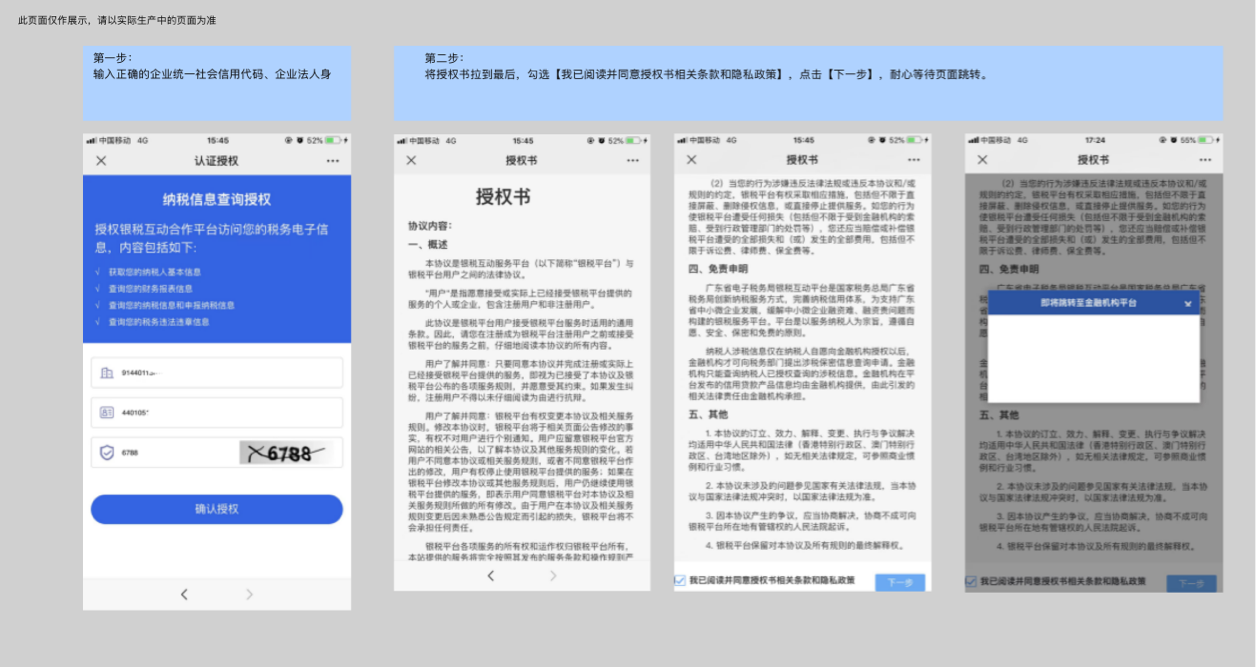 此页面仅作展示，请以实际生产中的页面为准
第一步：
输入正确的企业统一社会信用代码、企业法人身
第二步：
将授权书拉到最后，勾选【我已阅读并同意授权书相关条款和隐私政策】，点击【下一步】，耐心等待页面跳转。
中国移动 4G 15:45 52%
认证授权
纳税信息查询授权
授权银税互动合作平台访问您的税务电子信
息，内容包括如下：
√ 获取您的纳税人基本信息
√ 查询您的财务报表信息
√ 查询您的纳税信息和申报纳税信息
√ 查询您的税务违法违章信息
9144011
440105*
6788
6788
确认授权
中国移动 4G 15:45 52%
授权书
授权书
协议内容：
一、概述
本协议是银税互动服务平台（以下简称“银税平台”）与
银税平台用户之间的法律协议。
“用户”是指愿意接受或实际上已经接受银税平台提供的
服务的个人或企业，包含注册用户和非注册用户。
此协议是银税平台用户接受银税平台服务时适用的通用
条款。因此，请您在注册成为银税平台注册用户之前或接受
银税平台的服务之前，仔细地阅读本协议的所有内容。
用户了解并同意：只要同意本协议并完成注册或实际上
已经接受银税平台提供的服务，即视为已接受了本协议及银
税平台公布的各项服务规则，并愿意受其约束。如果发生纠
纷，注册用户不得以未仔细阅读为由进行抗辩。
用户了解并同意：银税平台有权变更本协议及相关服务
规则。修改本协议时，银税平台将于相关页面公告修改的事
实，有权不对用户进行个别通知。用户应留意银税平台官方
网站的相关公告，以了解本协议及其他服务规则的变化。若
用户不同意本协议或相关服务规则，或者不同意银税平台作
出的修改，用户有权停止使用银税平台提供的服务；如果在
银税平台修改本协议或其他服务规则后，用户仍继续使用银
税平台提供的服务，即表示用户同意银税平台对本协议及相
关服务规则所做的所有修改。由于用户在本协议及相关服务
规则变更后因未熟悉公告规定而引起的损失，银税平台将不
会承担任何责任。
银税平台各项服务的所有权和运作权归银税平台所有，
本站提供的服务将完全按照其发布的服务条款和操作规则严
中国移动 4G 15:45 52%
授权书
（2）当您的行为涉嫌违反法律法规或违反本协议和/或
规则的约定，银税平台有权采取相应措施，包括但不限于直
接屏蔽、删除侵权信息，或直接停止提供服务。如您的行为
使银税平台遭受任何损失（包括但不限于受到金融机构的索
赔、受到行政管理部门的处罚等），您还应当赔偿或补偿银
税平台遭受的全部损失和（或）发生的全部费用，包括但不
限于诉讼费、律师费、保全费等。
四、免责申明
广东省电子税务局银税互动平台是国家税务总局广东省
税务局创新纳税服务方式，完善纳税信用体系，为支持广东
省中小微企业发展，缓解中小微企业融资难、融资贵问题而
构建的银税服务平台。平台是以服务纳税人为宗旨，遵循自
愿、安全、保密和免费的原则。
纳税人涉税信息仅在纳税人自愿向金融机构授权以后，
金融机构才可向税务部门提出涉税保密信息查询申请。金融
机构只能查询纳税人已授权查询的涉税信息。金融机构在平
台发布的信用贷款产品信息均由金融机构提供，由此引发的
相关法律责任由金融机构承担。
五、其他
1. 本协议的订立、效力、解释、变更、执行与争议解决
均适用中华人民共和国法律（香港特别行政区、澳门特别行
政区、台湾地区除外），如无相关法律规定，可参照商业惯
例和行业习惯。
2. 本协议未涉及的问题参见国家有关法律法规，当本协
议与国家法律法规冲突时，以国家法律法规为准。
3. 因本协议产生的争议，应当协商解决，协商不成可向
银税平台所在地有管辖权的人民法院起诉。
4. 银税平台保留对本协议及所有规则的最终解释权。
我已阅读并同意授权书相关条款和隐私政策 下一步
中国移动 4G 17:24 55%
授权书
（2）当您的行为涉嫌违反法律法规或违反本协议和/或
规则的约定，银税平台有权采取相应措施，包括但不限于直
接屏蔽、删除侵权信息，或直接停止提供服务。如您的行为
使银税平台遭受任何损失（包括但不限于受到金融机构的索
赔、受到行政管理部门的处罚等），您还应当赔偿或补偿银
税平台遭受的全部损失和（或）发生的全部费用，包括但不
限于诉讼费、律师费、保全费等。
四、免责申明
广东省电子税务局银税互动平台是国家税务总局广东省
即将跳转至金融机构平台
五、其他
1. 本协议的订立、效力、解释、变更、执行与争议解决
均适用中华人民共和国法律（香港特别行政区、澳门特别行
政区、台湾地区除外），如无相关法律规定，可参照商业惯
例和行业习惯。
2. 本协议未涉及的问题参见国家有关法律法规，当本协
议与国家法律法规冲突时，以国家法律法规为准。
3. 因本协议产生的争议，应当协商解决，协商不成可向
银税平台所在地有管辖权的人民法院起诉。
4. 银税平台保留对本协议及所有规则的最终解释权。
我已阅读并同意授权书相关条款和隐私政策 下一步